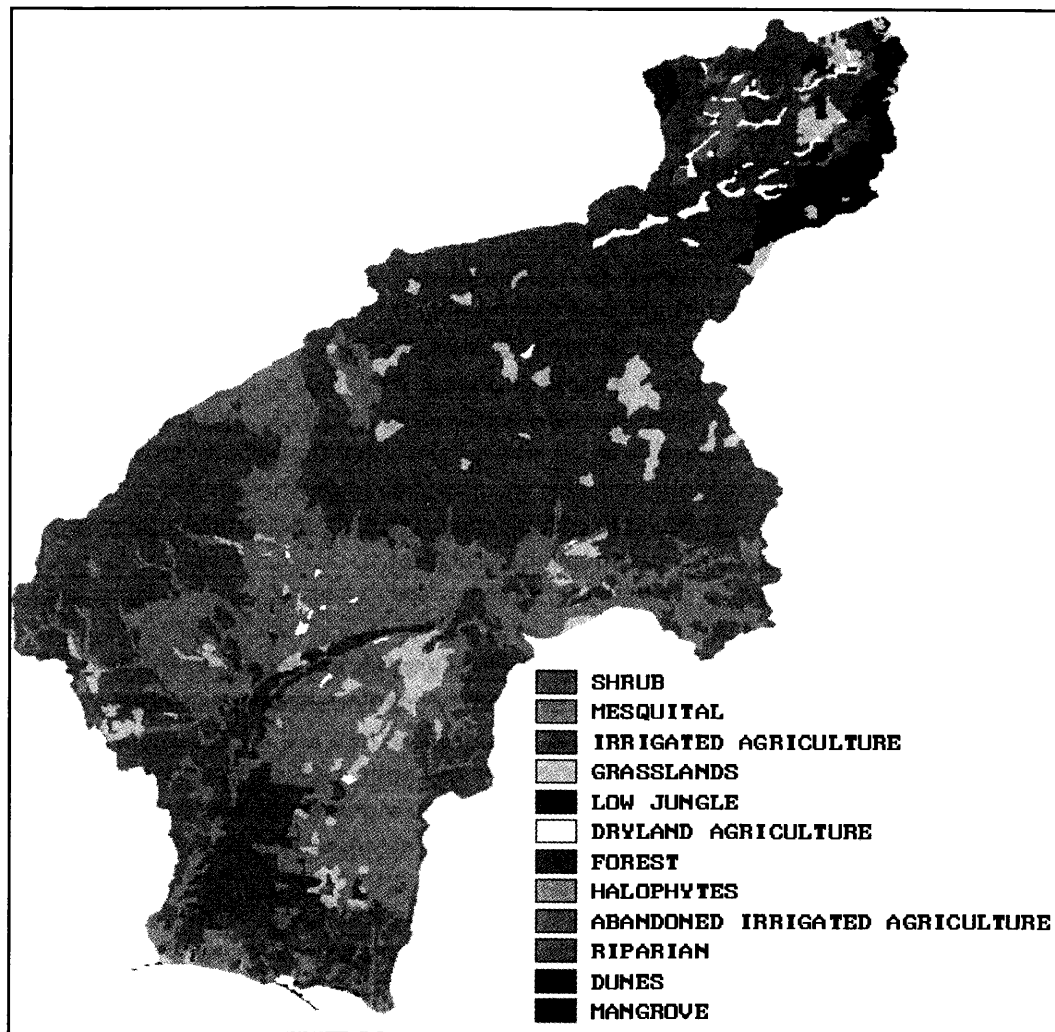 SHRUB
MESQUITAL
IRRIGATED AGRICULTURE
GRASSLANDS
LOW JUNGLE
DRYLAND AGRICULTURE
FOREST
HALOPHYTES
ABANDONED IRRIGATED AGRICULTURE
RIPARIAN
DUNES
MANGROVE